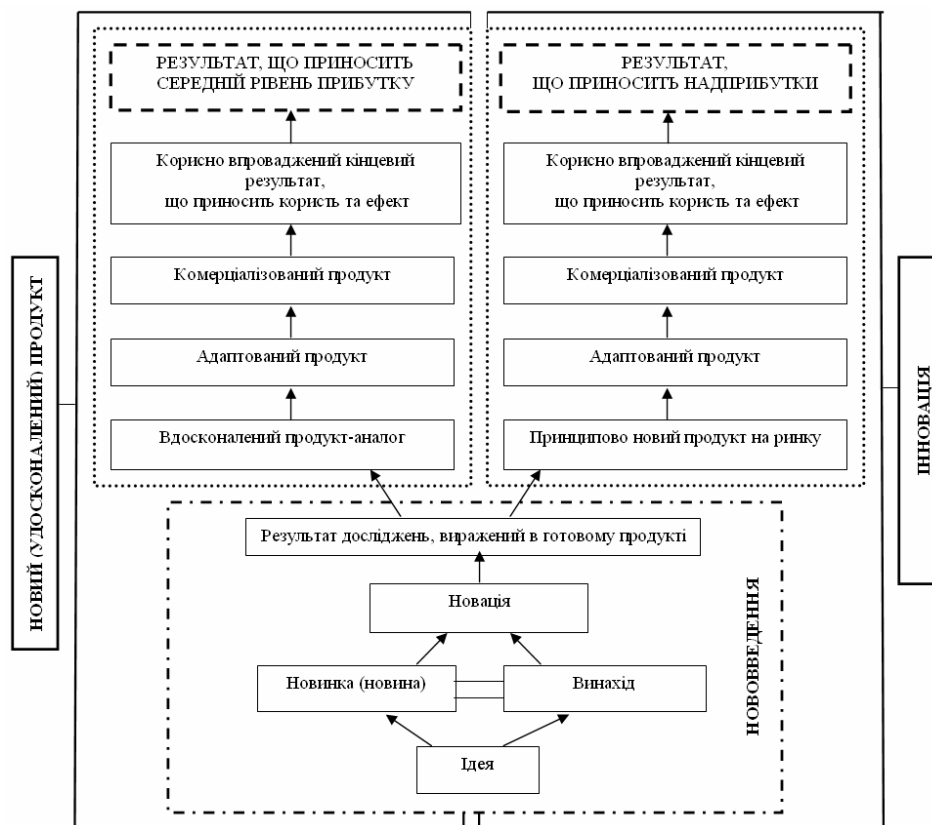 РЕЗУЛЬТАТ, ЩО ПРИНОСИТЬ
СЕРЕДНІЙ РІВЕНЬ ПРИБУТКУ
РЕЗУЛЬТАТ,
ЩО ПРИНОСИТЬ НАДПРИБУТКИ
Корисно впроваджений кінцевий
результат,
що приносить користь та ефект
Корисно впроваджений кінцевий
результат,
що приносить користь та ефект
Комерціалізований продукт
Комерціалізований продукт
Адаптований продукт
Адаптований продукт
Вдосконалений продукт-аналог
Принципово новий продукт на ринку
НОВИЙ (УДОСКОНАЛЕНИЙ) ПРОДУКТ
ІННОВАЦІЯ
Результат досліджень, виражений в готовому продукті
Новація
Новинка (новина)
Винахід
Ідея
НОВОВВЕДЕННЯ